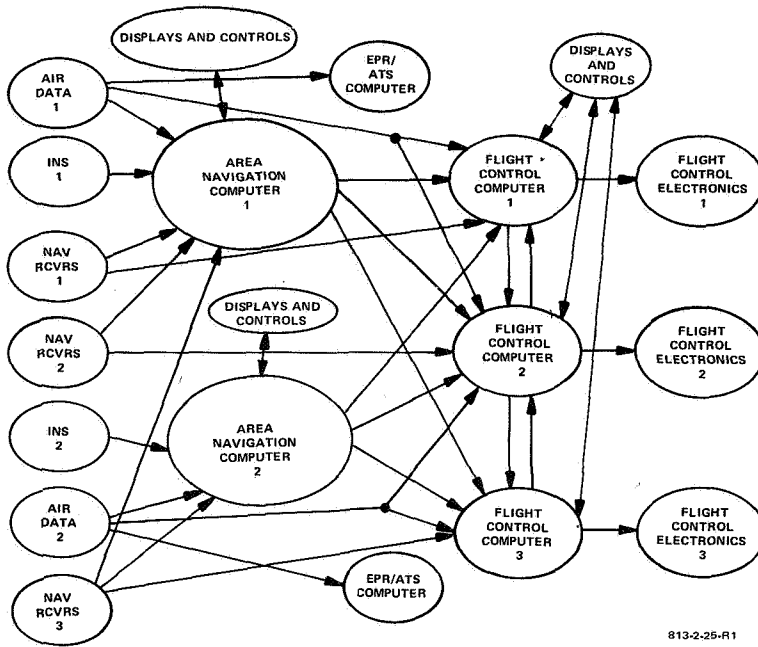 DISPLAYS AND CONTROLS
EPR/
ATS
COMPUTER
DISPLAYS
AND
CONTROLS
AIR
DATA
1
AREA
NAVIGATION
COMPUTER
1
FLIGHT
CONTROL
COMPUTER
1
FLIGHT
CONTROL
ELECTRONICS
1
INS
1
NAV
RCVRS
1
DISPLAYS AND
CONTROLS
NAV
RCVRS
2
FLIGHT
CONTROL
COMPUTER
2
FLIGHT
CONTROL
ELECTRONICS
2
INS
2
AREA
NAVIGATION
COMPUTER
2
AIR
DATA
2
FLIGHT
CONTROL
COMPUTER
3
FLIGHT
CONTROL
ELECTRONICS
3
EPR/ATS
COMPUTER
NAV
RCVRS
3
813-2-25-R1